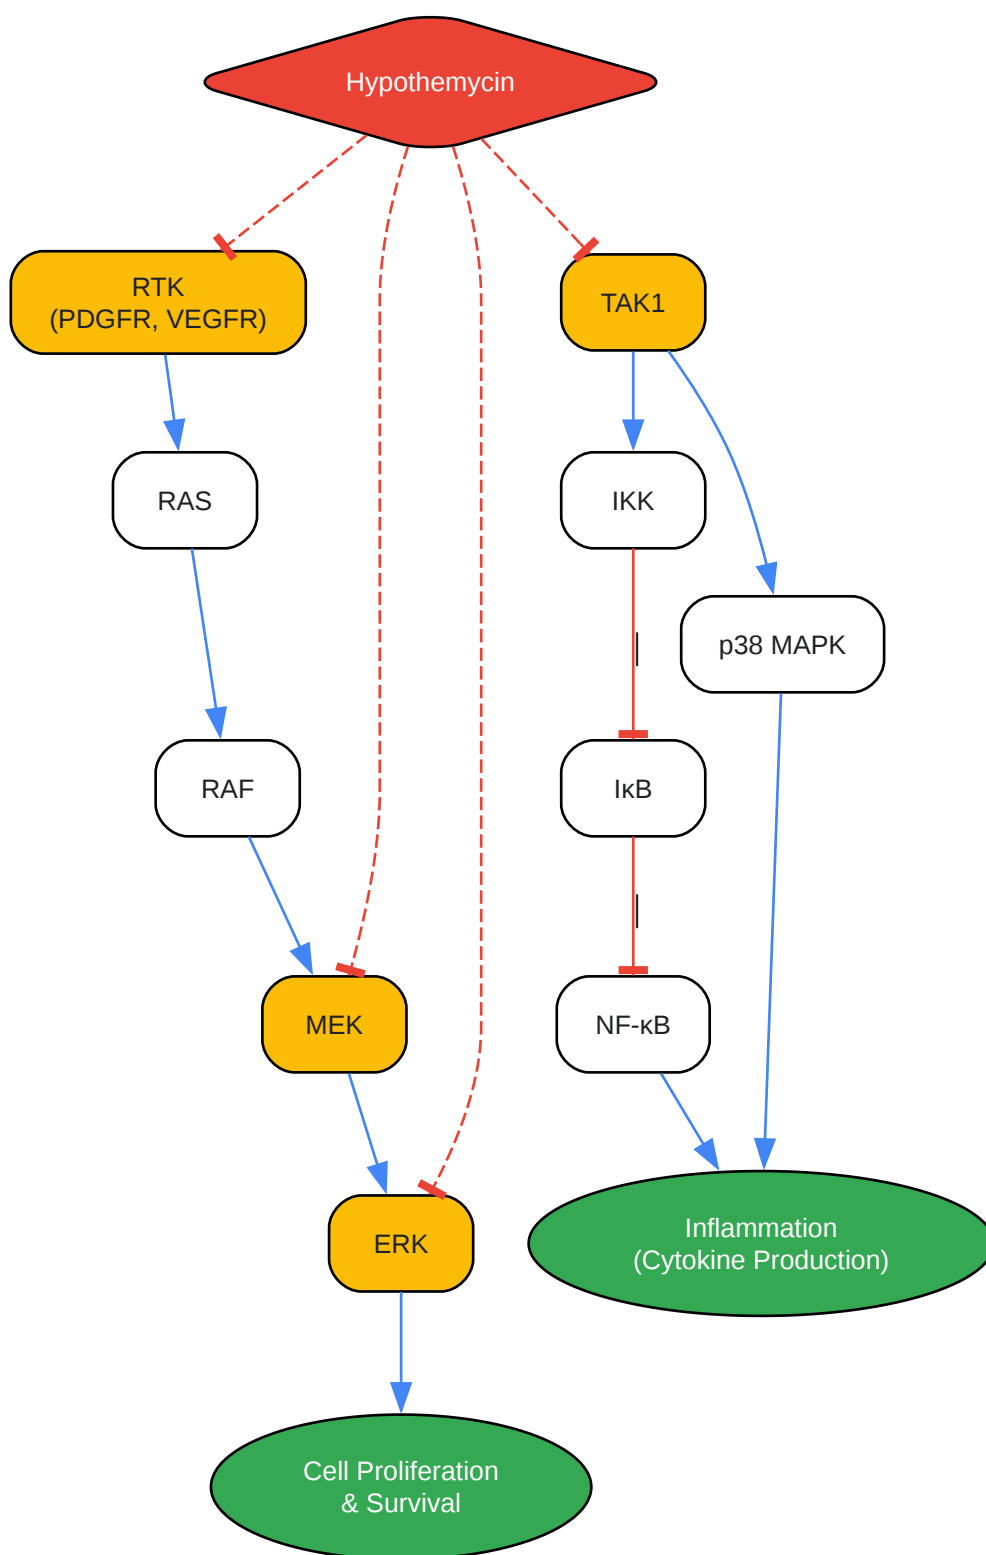 Hypothemycin
RTK
(PDGFR, VEGFR)
TAK1
RAS
IKK
|
p38 MAPK
RAF
IκB
|
MEK
NF-κB
ERK
Inflammation
(Cytokine Production)
Cell Proliferation
& Survival